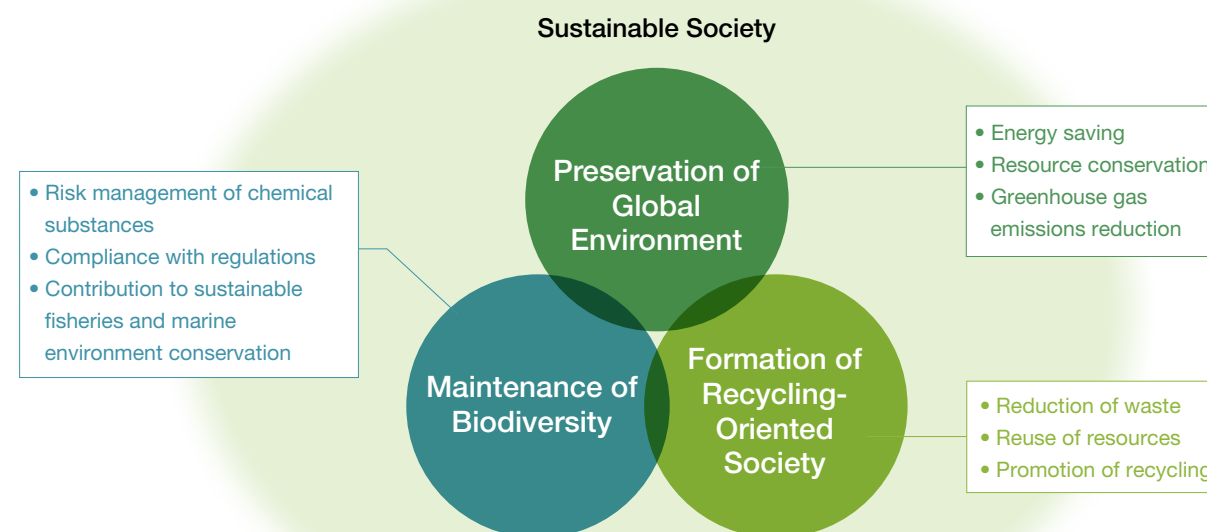 Sustainable Society
Preservation of
Global
Environment
• Energy saving
• Resource conservation
• Greenhouse gas
emissions reduction
• Risk management of chemical
substances
• Compliance with regulations
• Contribution to sustainable
fisheries and marine
environment conservation
Maintenance of
Biodiversity
Formation of
Recycling-
Oriented
Society
• Reduction of waste
• Reuse of resources
• Promotion of recycling